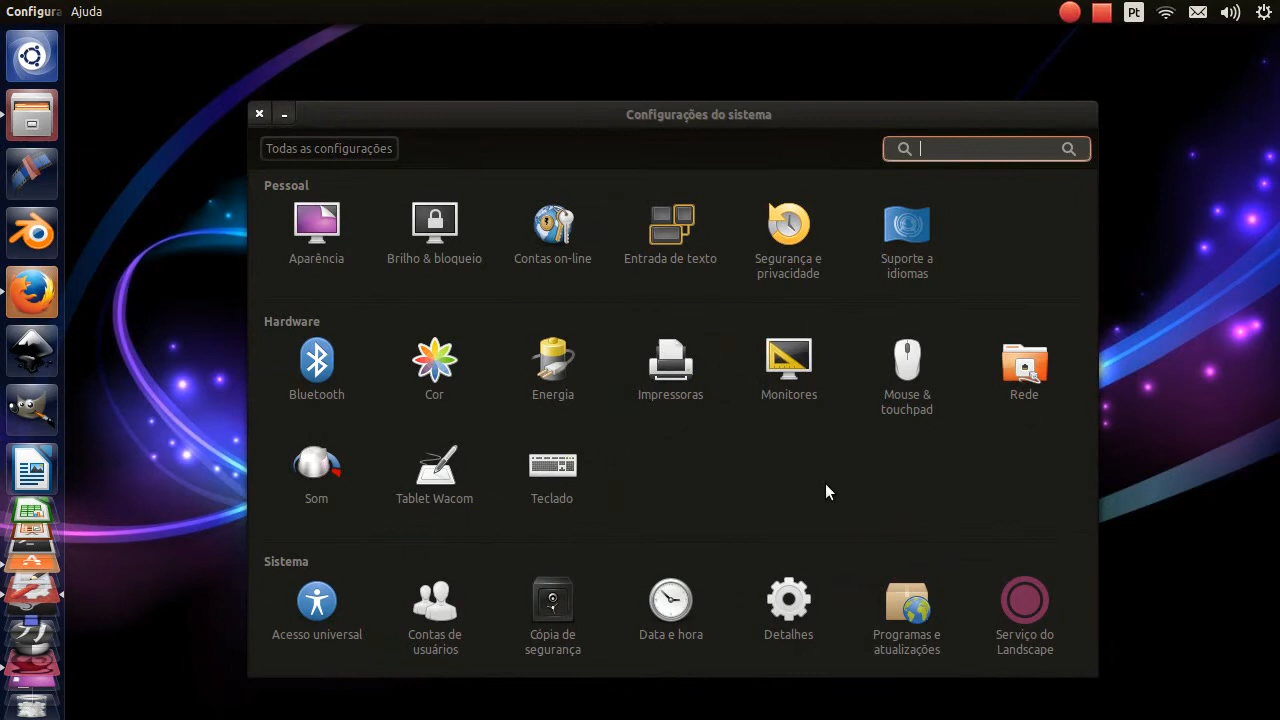 Configura Ajuda
Pt
Configurações do sistema
Todas as configurações
Pessoal
Aparência
Brilho & bloqueio
Contas on-line
Entrada de texto
Segurança e
privacidade
Suporte a
idiomas
Hardware
Bluetooth
Cor
Energia
Impressoras
Monitores
Mouse &
touchpad
Rede
Som
Tablet Wacom
Teclado
Sistema
Acesso universal
Contas de
usuários
Cópia de
segurança
Data e hora
Detalhes
Programas e
atualizações
Serviço do
Landscape